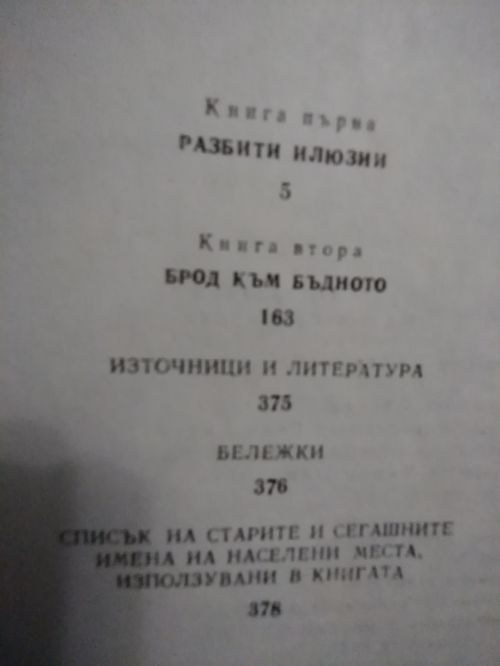 Книга първа
РАЗБИТИ ИЛЮЗИИ
5
Книга втора
БРОД КЪМ БЪДНОТО
163
ИЗТОЧНИЦИ И ЛИТЕРАТУРА
375
БЕЛЕЖКИ
376
СПИСЪК НА СТАРИТЕ И СЕГАШНИТЕ
ИМЕНА НА НАСЕЛЕНИ МЕСТА,
ИЗПОЛЗУВАНИ В КНИГАТА
378